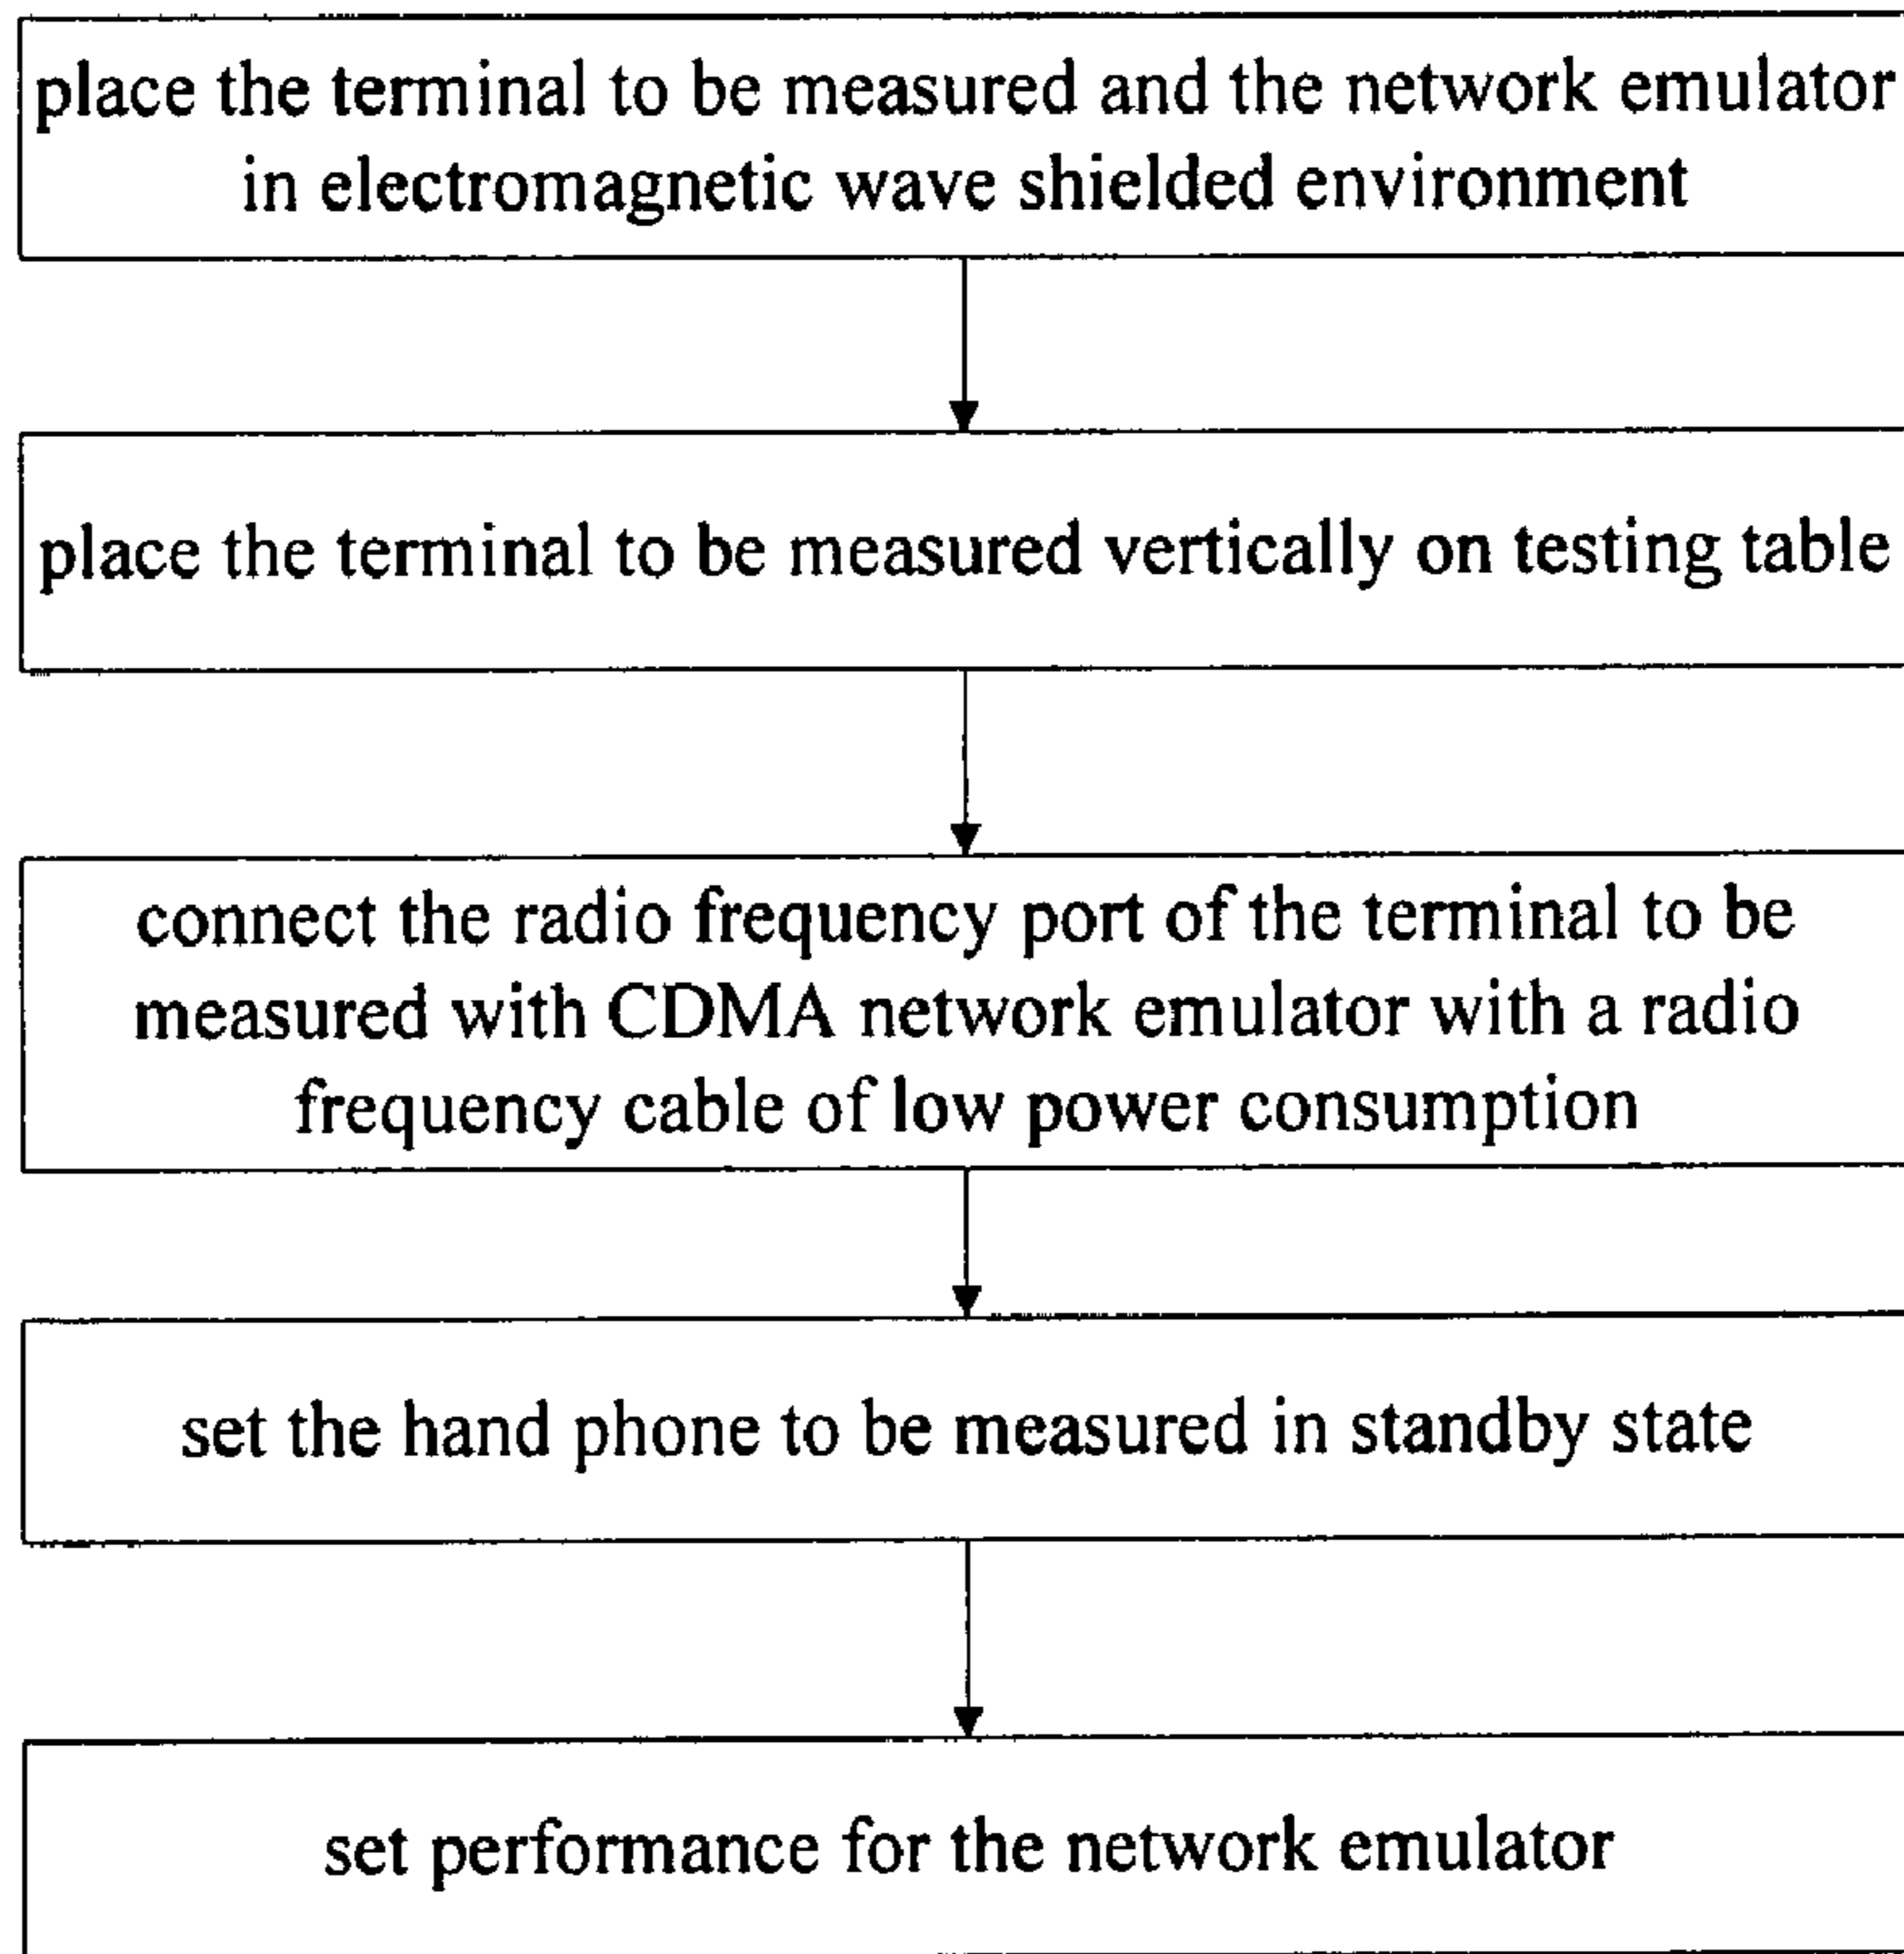 place the terminal to be measured and the network emulator
in electromagnetic wave shielded environment
place the terminal to be measured vertically on testing table
connect the radio frequency port of the terminal to be
measured with CDMA network emulator with a radio
frequency cable of low power consumption
set the hand phone to be measured in standby state
set performance for the network emulator